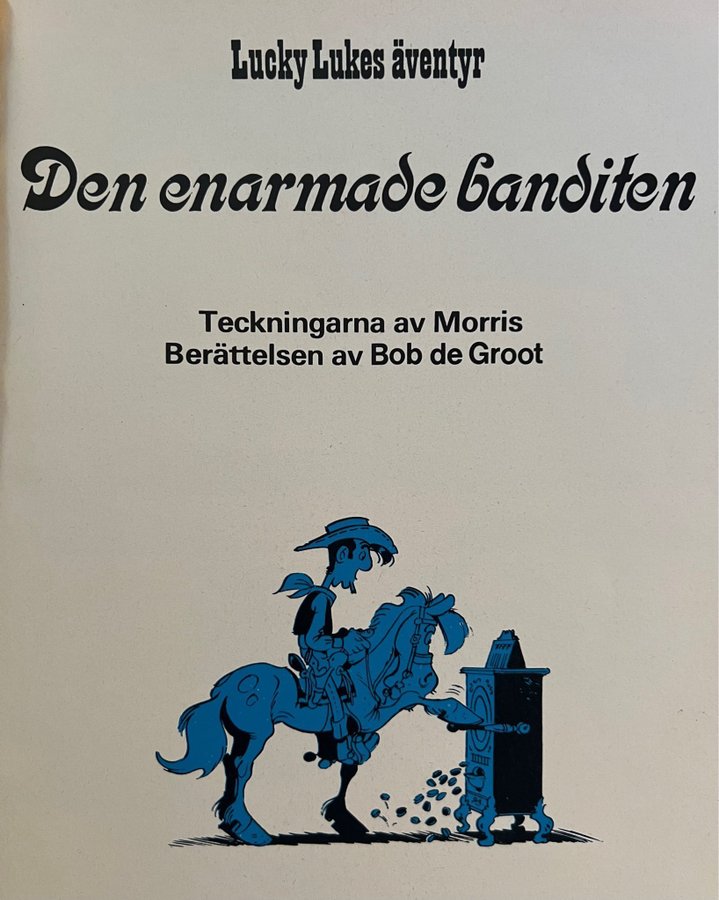 Lucky Lukes äventyr
Den enarmade banditen
Teckningarna av Morris
Berättelsen av Bob de Groot